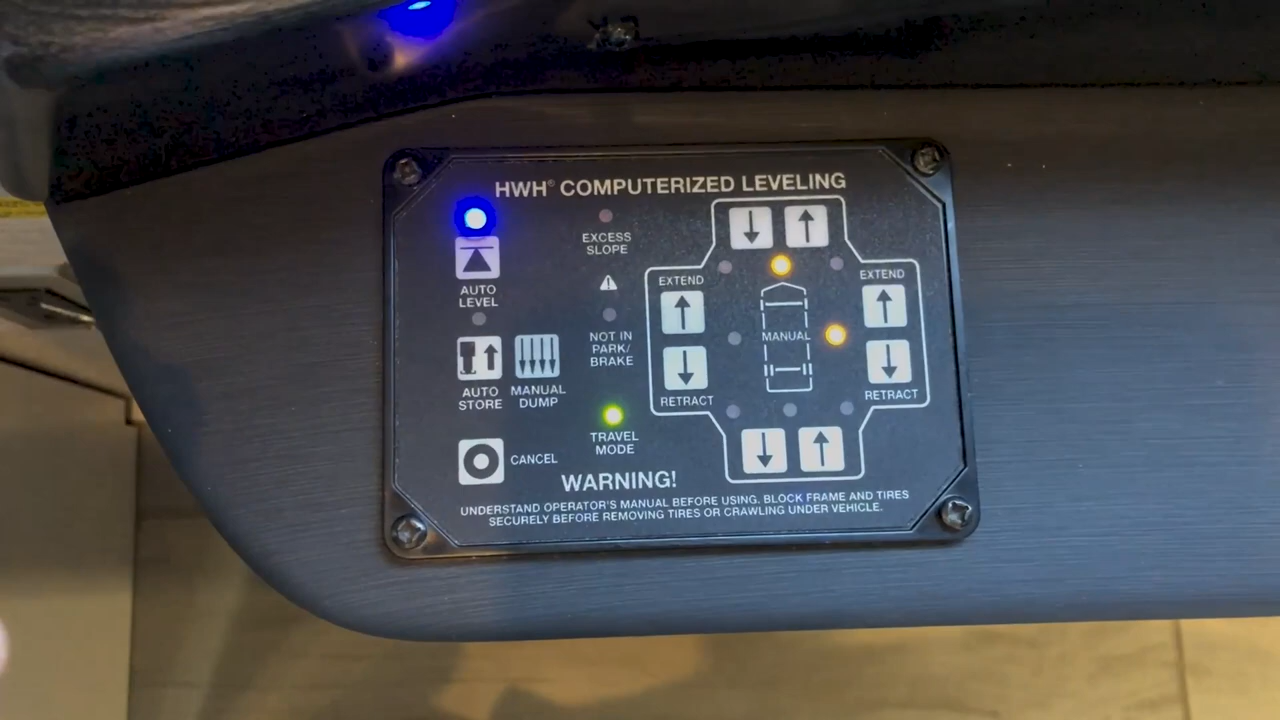 HWH® COMPUTERIZED LEVELING
AUTO
LEVEL
EXCESS
SLOPE
NOT IN
PARK/
BRAKE
AUTO
STORE
MANUAL
DUMP
TRAVEL
MODE
CANCEL
EXTEND
RETRACT
MANUAL
EXTEND
RETRACT
WARNING!
UNDERSTAND OPERATOR'S MANUAL BEFORE USING. BLOCK FRAME AND TIRES
SECURELY BEFORE REMOVING TIRES OR CRAWLING UNDER VEHICLE.